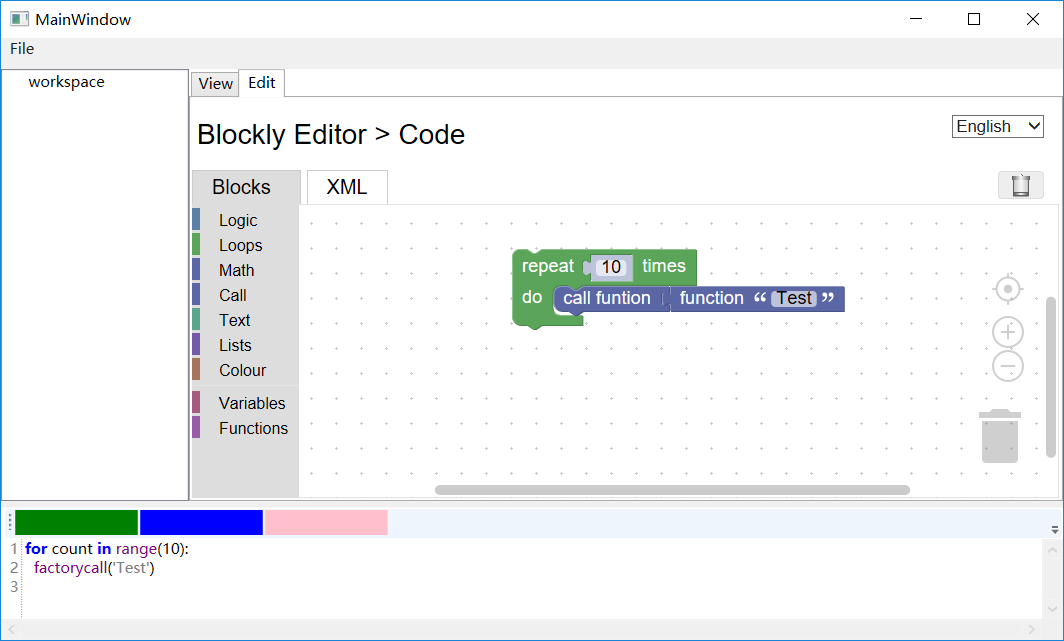 MainWindow
File
workspace
View Edit
Blockly Editor > Code
English
Blocks XML
Logic
Loops
Math
Call
Text
Lists
Colour
Variables
Functions
repeat 10 times
do call funtion function “ Test ”
1 for count in range(10):
2 factorycall('Test')
3